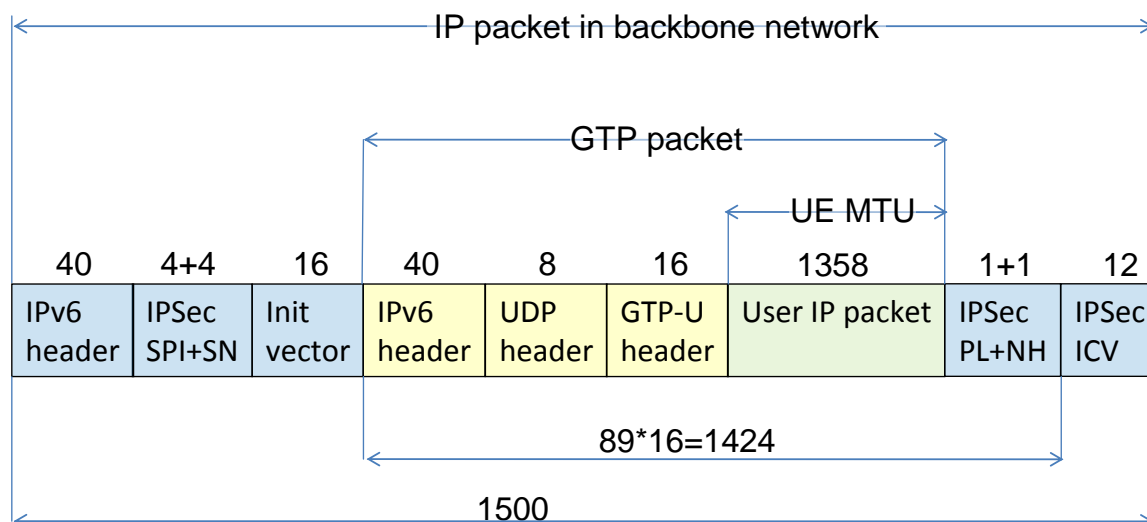 IP packet in backbone network
GTP packet
UE MTU
40 4+4 16 40 8 16 1358 1+1 12
IPv6 IPSec Init IPv6 UDP GTP-U User IP packet IPSec IPSec
header SPI+SN vector header header header PL+NH ICV
89*16=1424
1500